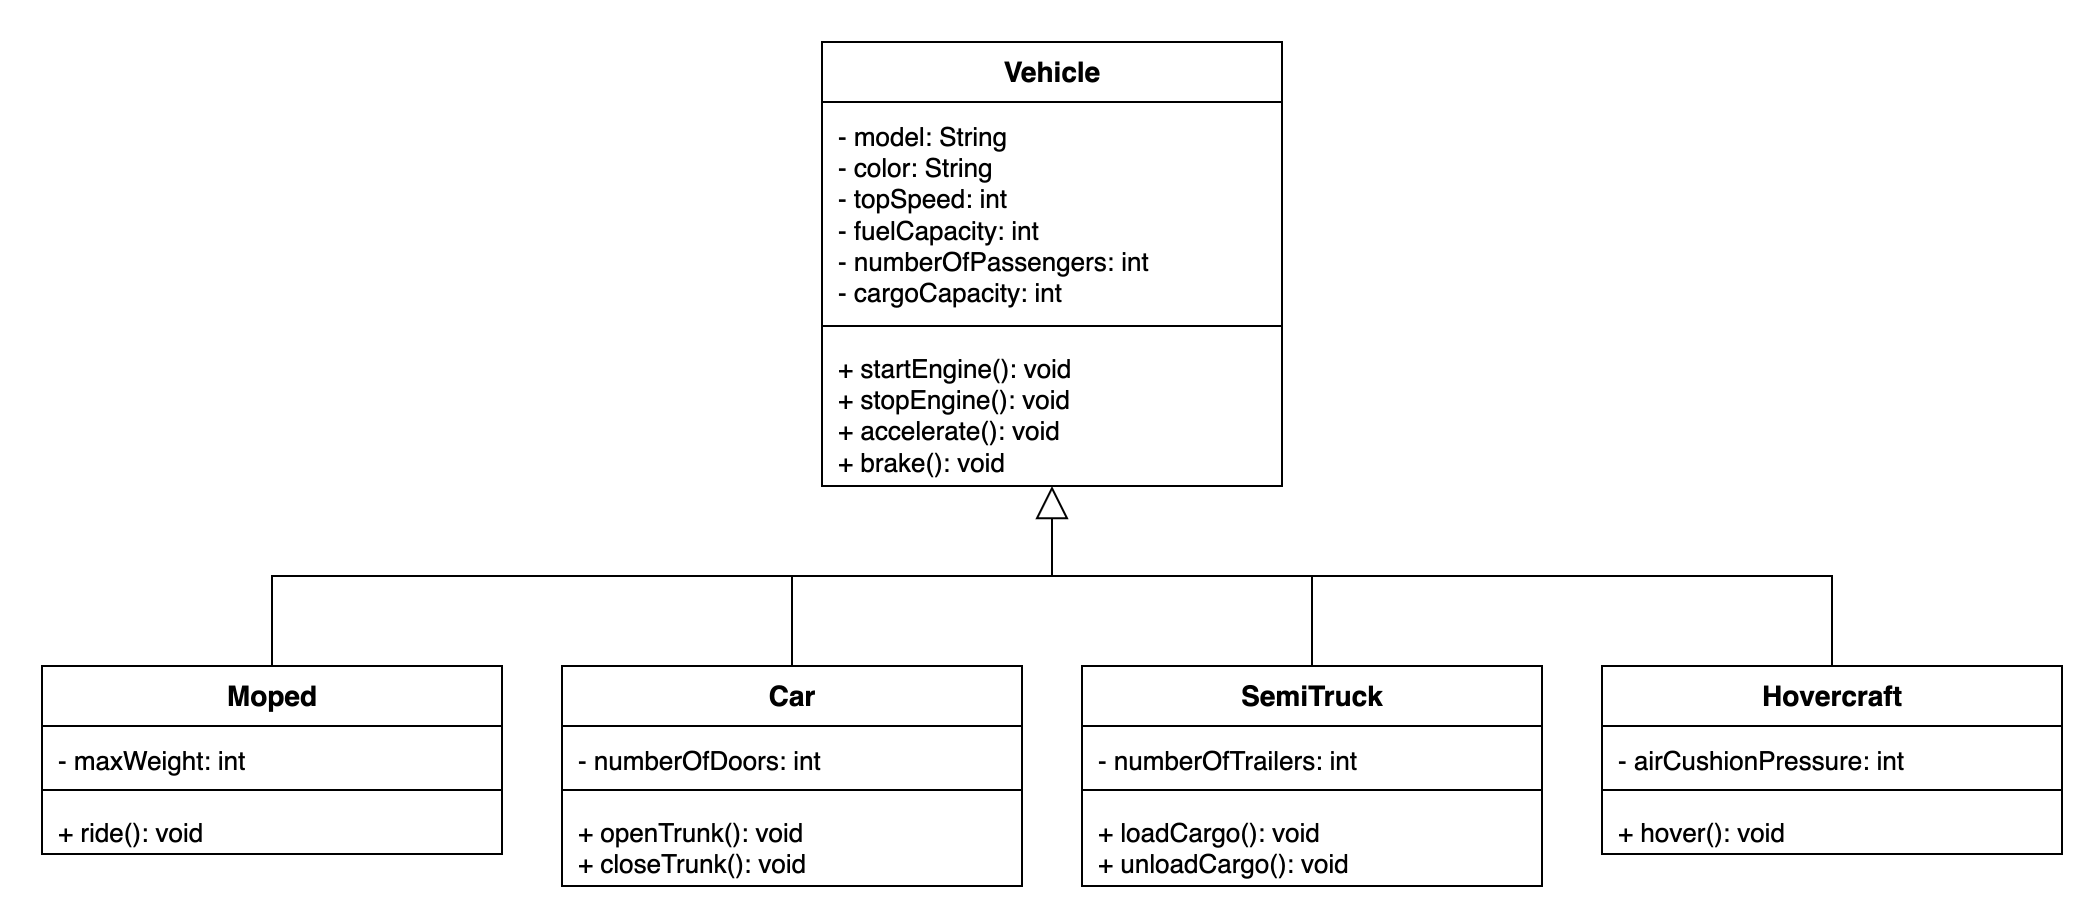 Vehicle
- model: String
- color: String
- topSpeed: int
- fuelCapacity: int
- numberOfPassengers: int
- cargoCapacity: int
+ startEngine(): void
+ stopEngine(): void
+ accelerate(): void
+ brake(): void
Moped
- maxWeight: int
+ ride(): void
Car
- numberOfDoors: int
+ openTrunk(): void
+ closeTrunk(): void
SemiTruck
- numberOfTrailers: int
+ loadCargo(): void
+ unloadCargo(): void
Hovercraft
- airCushionPressure: int
+ hover(): void